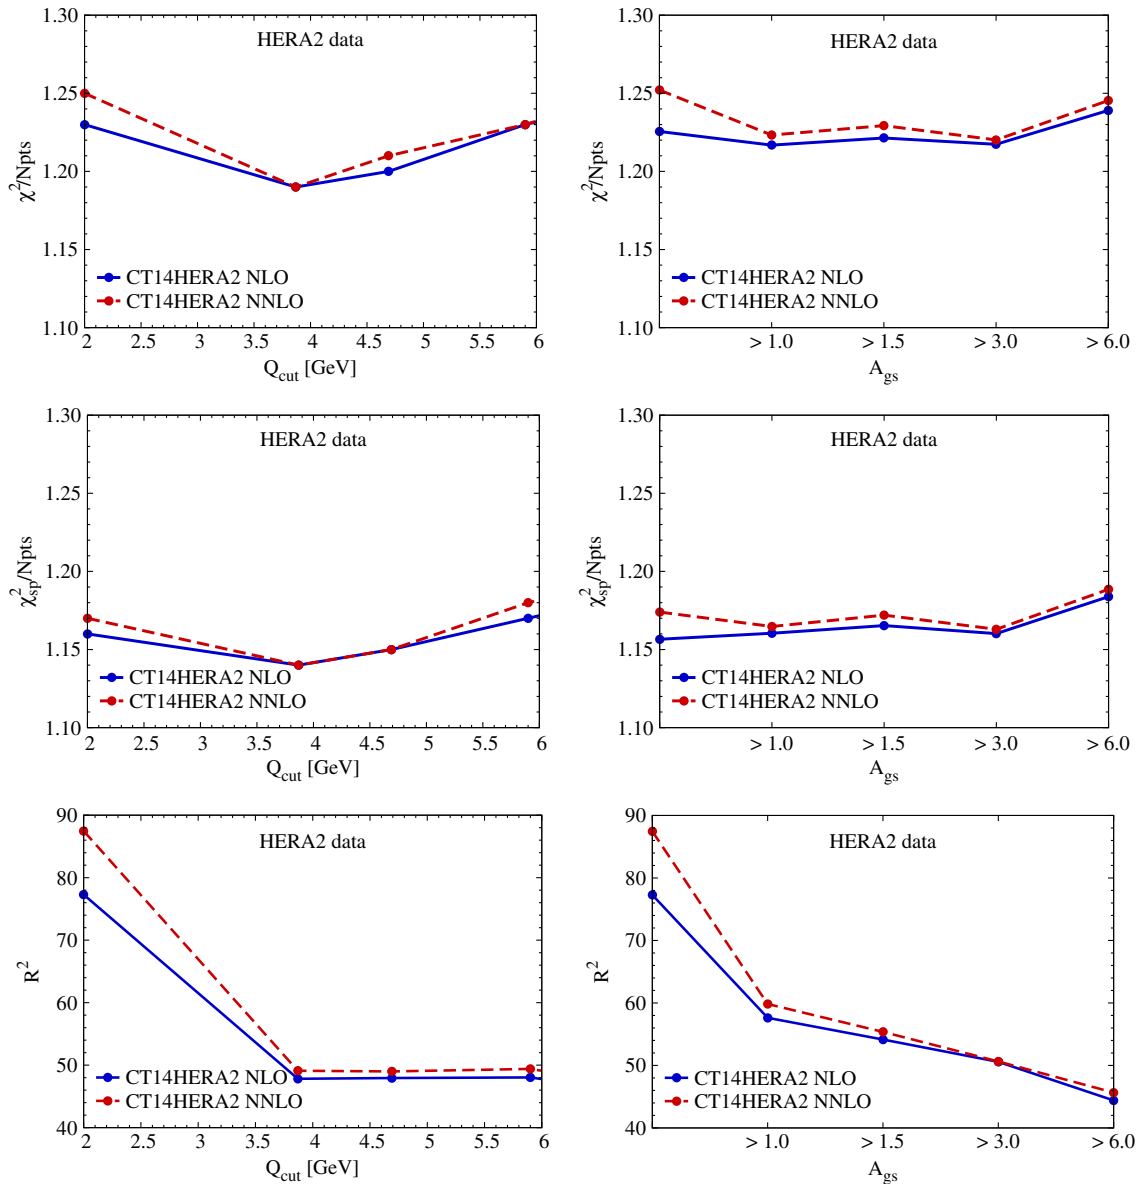 1.30
1.25
1.20
1.15
1.10
χ²/Npts
HERA2 data
CT14HERA2 NLO
CT14HERA2 NNLO
2 2.5 3 3.5 4 4.5 5 5.5 6
Q_cut [GeV]
1.30
1.25
1.20
1.15
1.10
χ²/Npts
HERA2 data
CT14HERA2 NLO
CT14HERA2 NNLO
> 1.0 > 1.5 > 3.0 > 6.0
A_gs
1.30
1.25
1.20
1.15
1.10
χ²_sp/Npts
HERA2 data
CT14HERA2 NLO
CT14HERA2 NNLO
2 2.5 3 3.5 4 4.5 5 5.5 6
Q_cut [GeV]
1.30
1.25
1.20
1.15
1.10
χ²_sp/Npts
HERA2 data
CT14HERA2 NLO
CT14HERA2 NNLO
> 1.0 > 1.5 > 3.0 > 6.0
A_gs
90
80
70
60
50
40
R²
HERA2 data
CT14HERA2 NLO
CT14HERA2 NNLO
2 2.5 3 3.5 4 4.5 5 5.5 6
Q_cut [GeV]
90
80
70
60
50
40
R²
HERA2 data
CT14HERA2 NLO
CT14HERA2 NNLO
> 1.0 > 1.5 > 3.0 > 6.0
A_gs